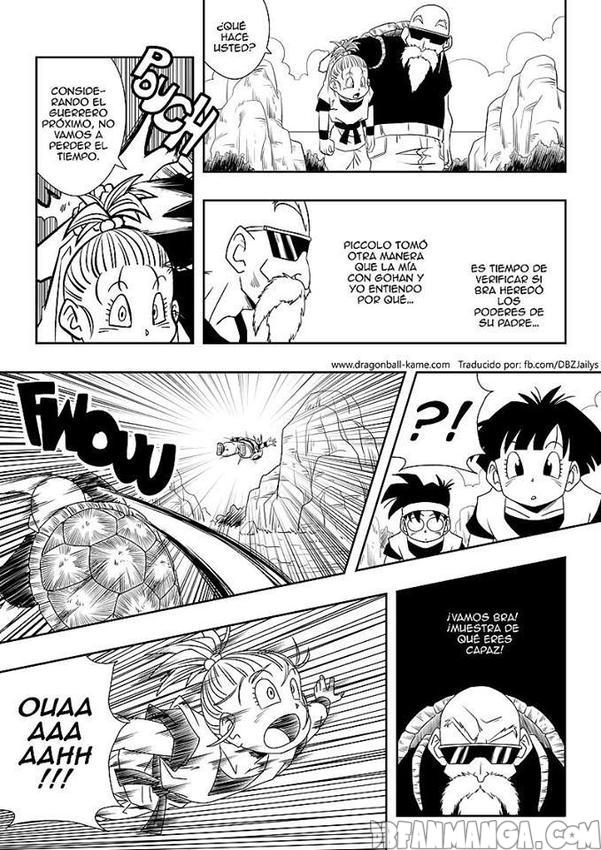 ¿QUÉ
HACE
USTED?
POUCH
CONSIDE-
RANDO EL
GUERRERO
PRÓXIMO, NO
VAMOS A
PERDER EL
TIEMPO.
PICCOLO TOMÓ
OTRA MANERA
QUE LA MÍA
CON GOHAN Y
YO ENTIENDO
POR QUÉ...
ES TIEMPO DE
VERIFICAR SI
BRA HEREDÓ
LOS
PODERES DE
SU PADRE...
www.dragonball-kame.com Traducido por: fb.com/DBZJailys
FWOUU
?!
¡VAMOS BRA!
¡MUESTRA DE
QUÉ ERES
CAPAZ!
OUAA
AAA
AAHH
!!!
DBFANMANGA.COM